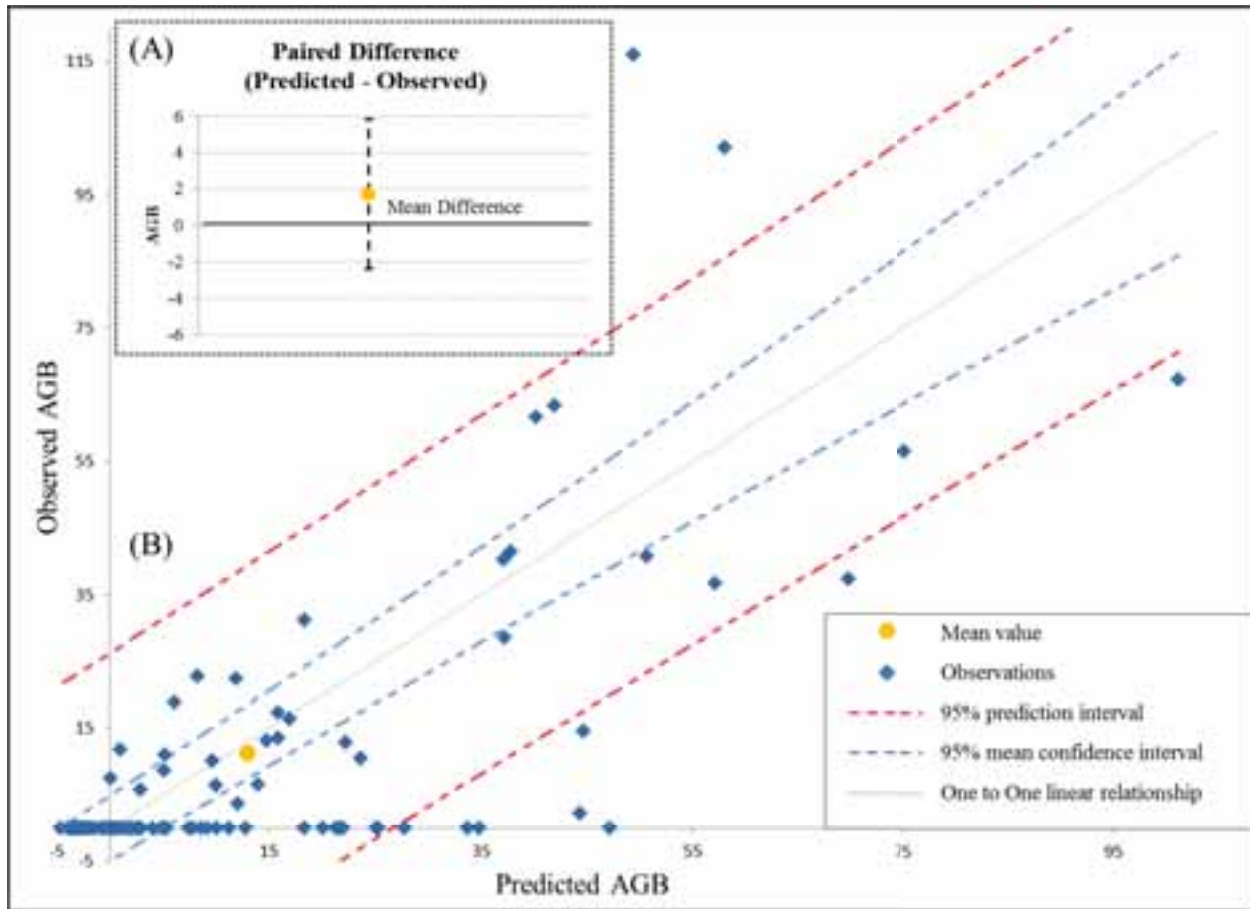 (A)
Paired Difference
(Predicted - Observed)
6
4
2
0
-2
-4
-6
AGB
Mean Difference
115
95
75
55
35
15
-5
Observed AGB
(B)
Mean value
Observations
95% prediction interval
95% mean confidence interval
One to One linear relationship
-5
15
35
55
75
95
Predicted AGB